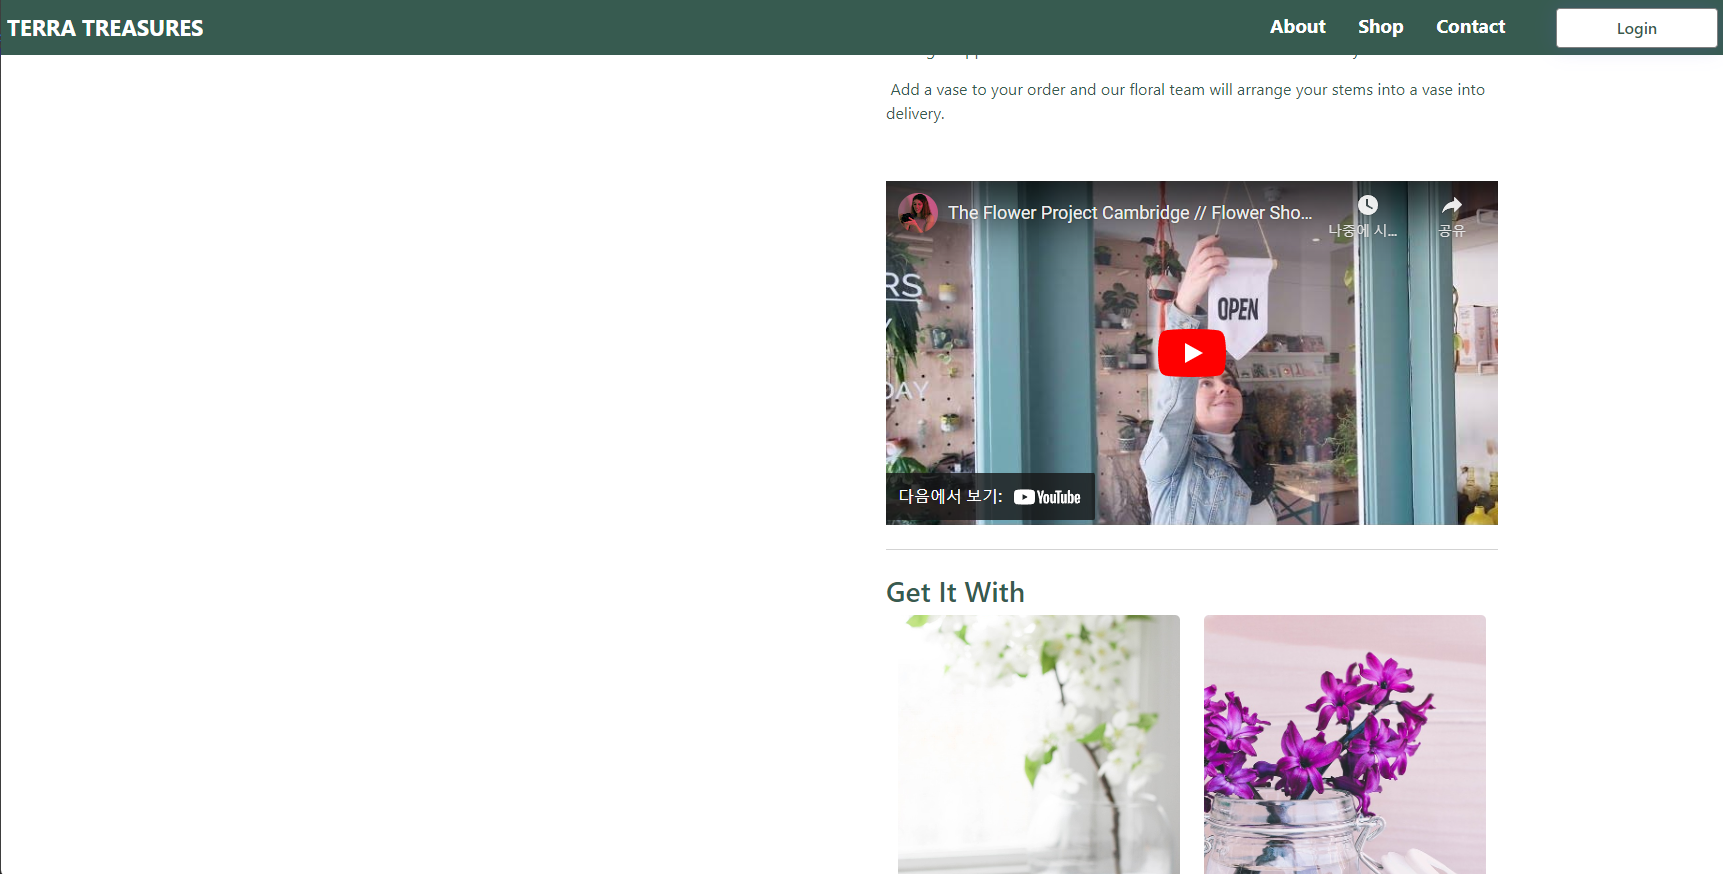 TERRA TREASURES
About Shop Contact Login
Add a vase to your order and our floral team will arrange your stems into a vase into
delivery.
The Flower Project Cambridge // Flower Sho...
나중에 시...
공유
RS
OPEN
DAY
다음에서 보기: YouTube
Get It With